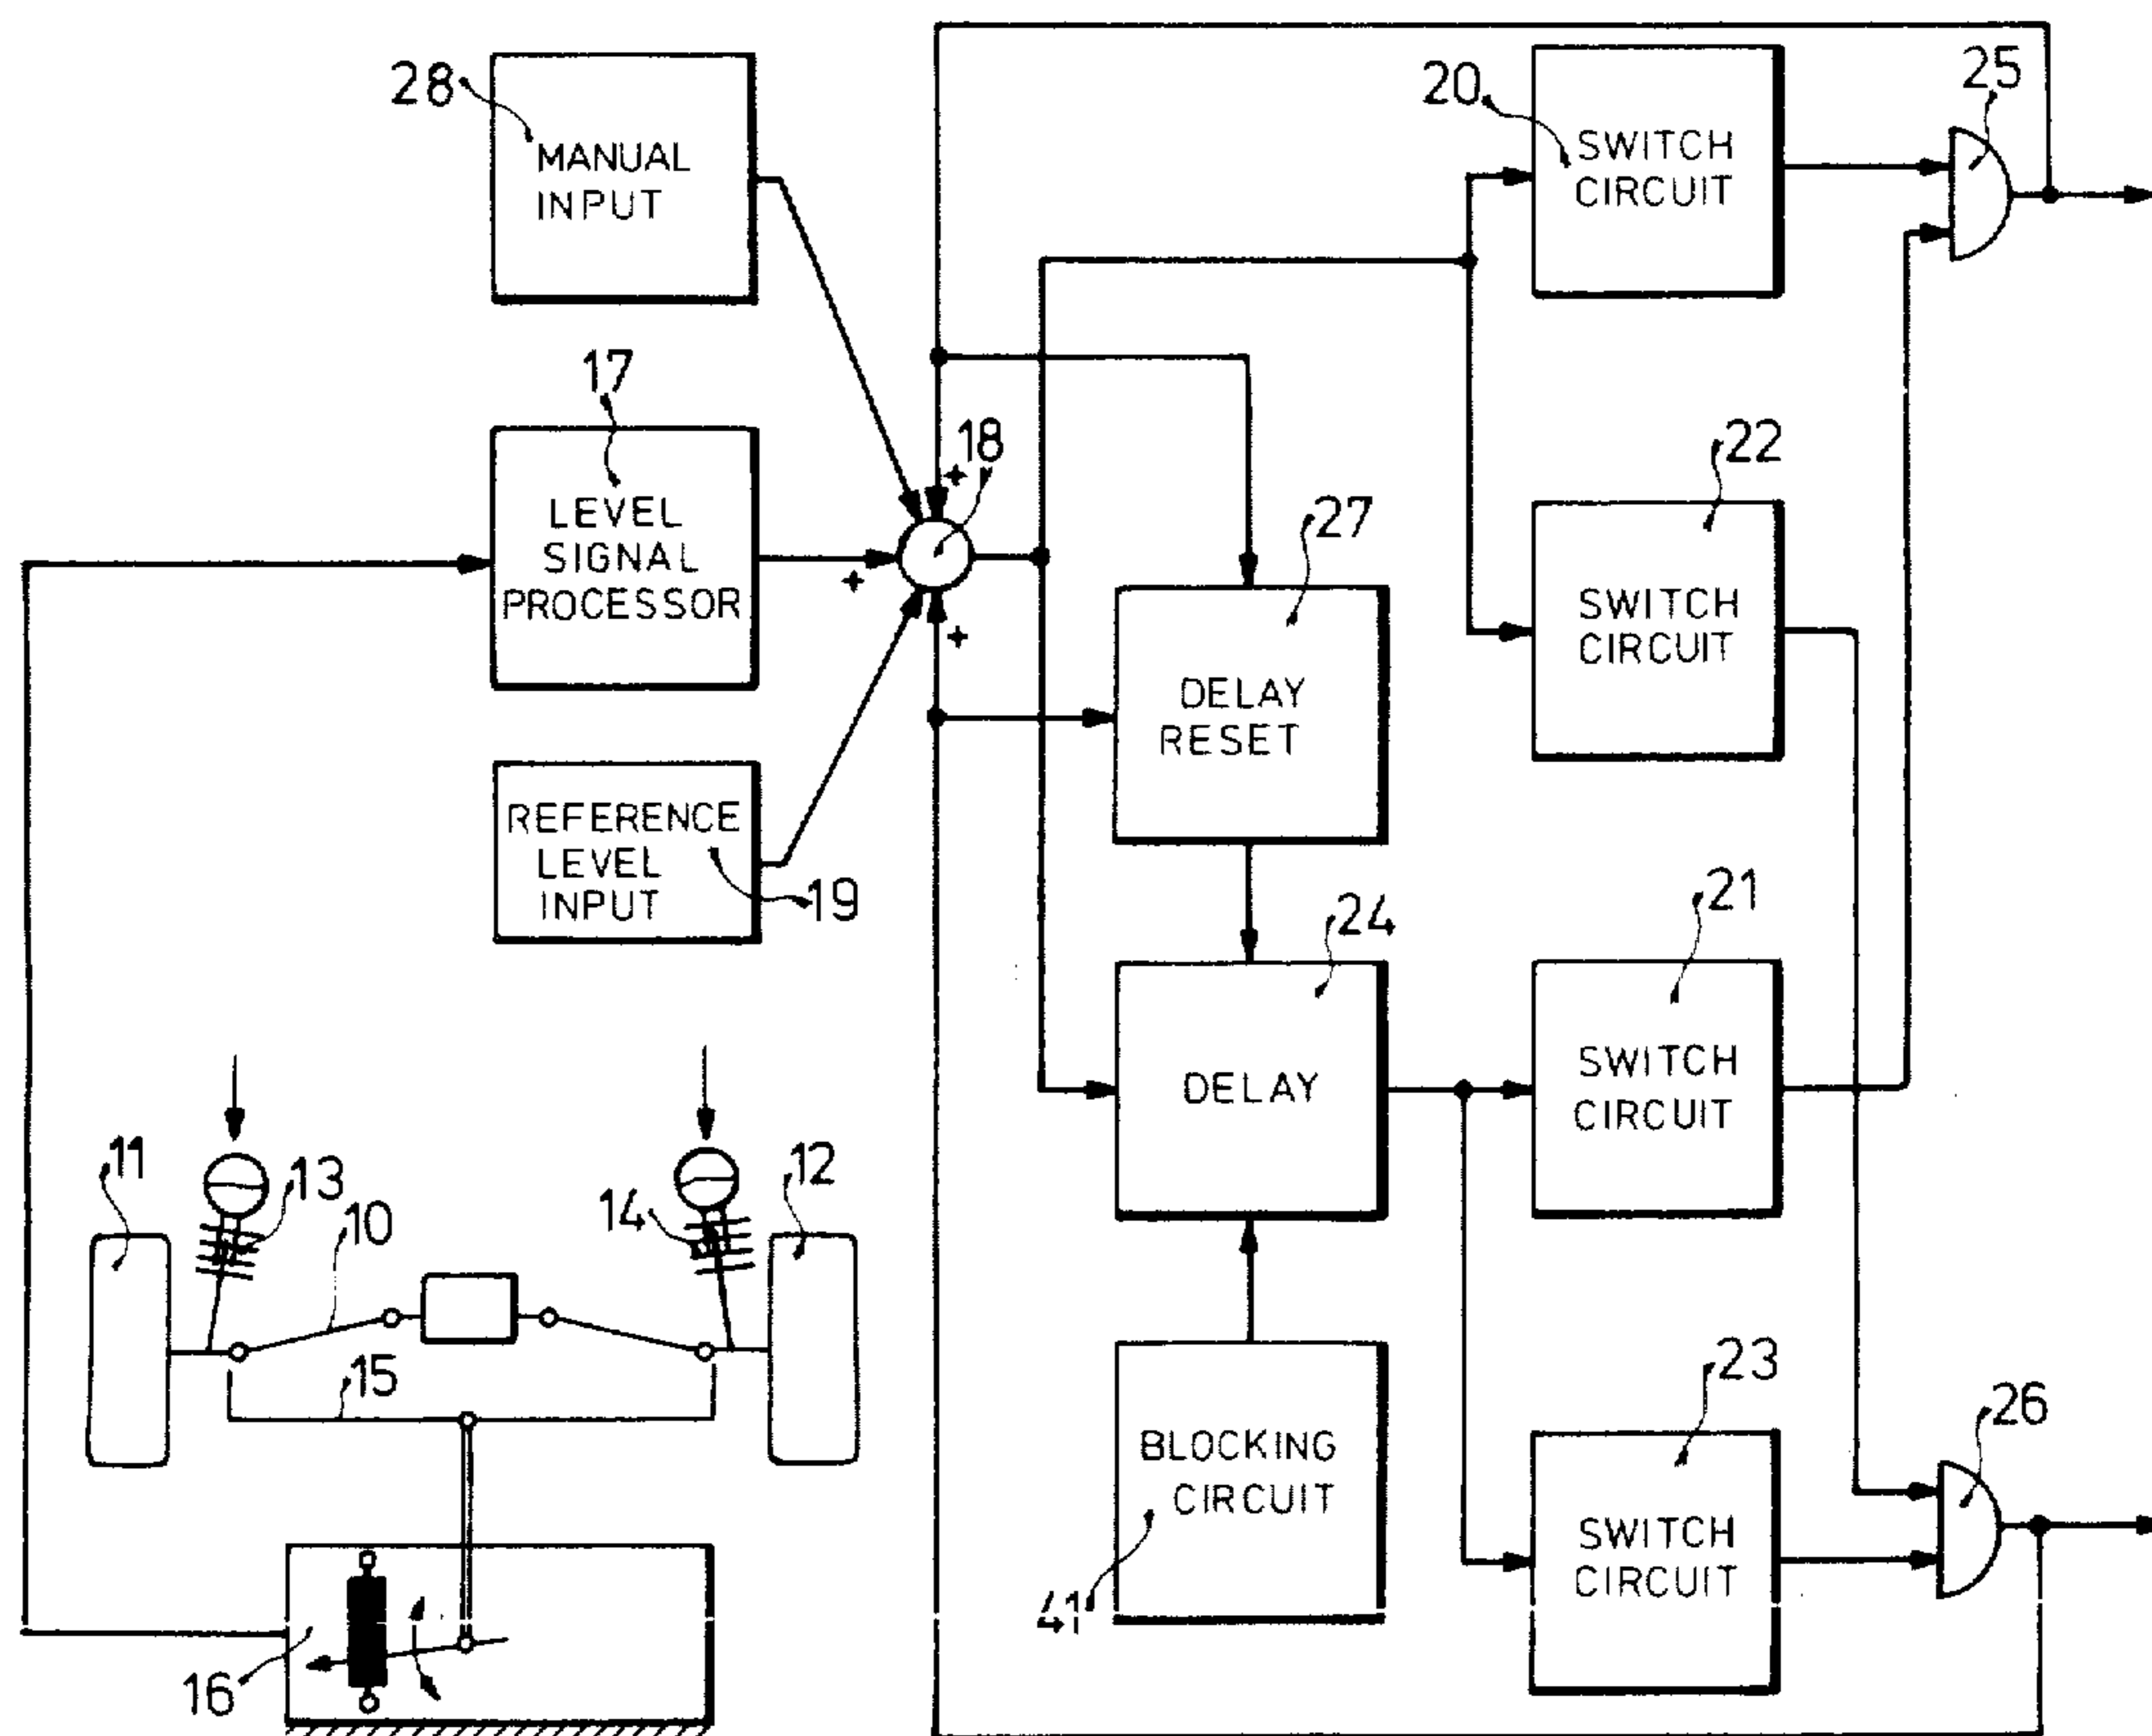 28
MANUAL
INPUT
17
LEVEL
SIGNAL
PROCESSOR
REFERENCE
LEVEL
INPUT
19
+
18
+
+
20
SWITCH
CIRCUIT
25
22
SWITCH
CIRCUIT
27
DELAY
RESET
24
DELAY
21
SWITCH
CIRCUIT
BLOCKING
CIRCUIT
41
23
SWITCH
CIRCUIT
26
11
13
10
14
12
15
16